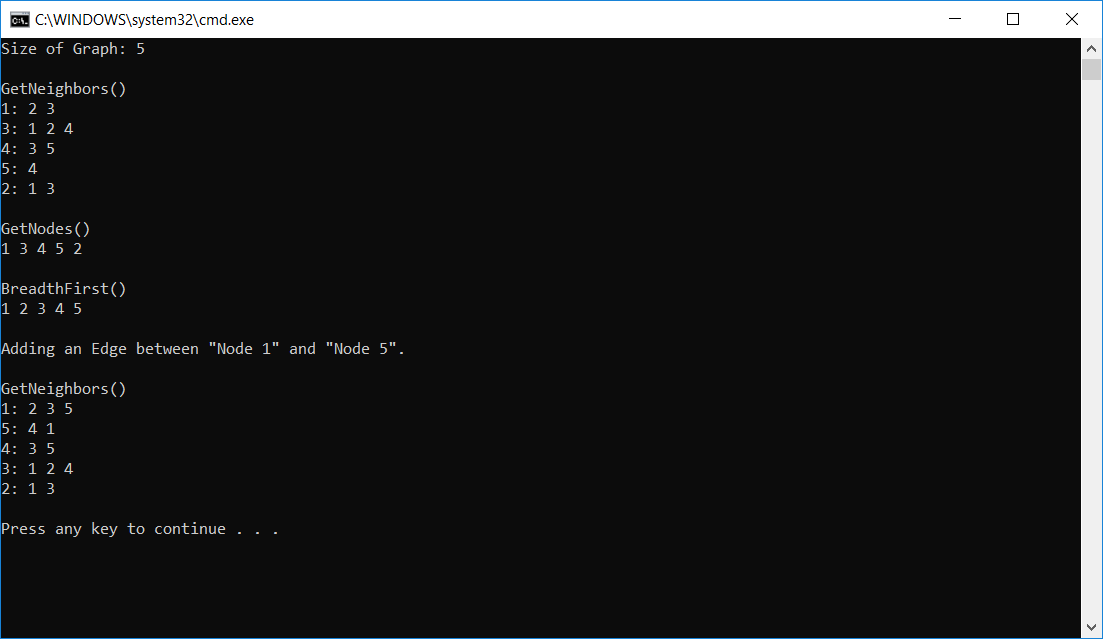 C:\WINDOWS\system32\cmd.exe
Size of Graph: 5
GetNeighbors()
1: 2 3
3: 1 2 4
4: 3 5
5: 4
2: 1 3
GetNodes()
1 3 4 5 2
BreadthFirst()
1 2 3 4 5
Adding an Edge between "Node 1" and "Node 5".
GetNeighbors()
1: 2 3 5
5: 4 1
4: 3 5
3: 1 2 4
2: 1 3
Press any key to continue . . .